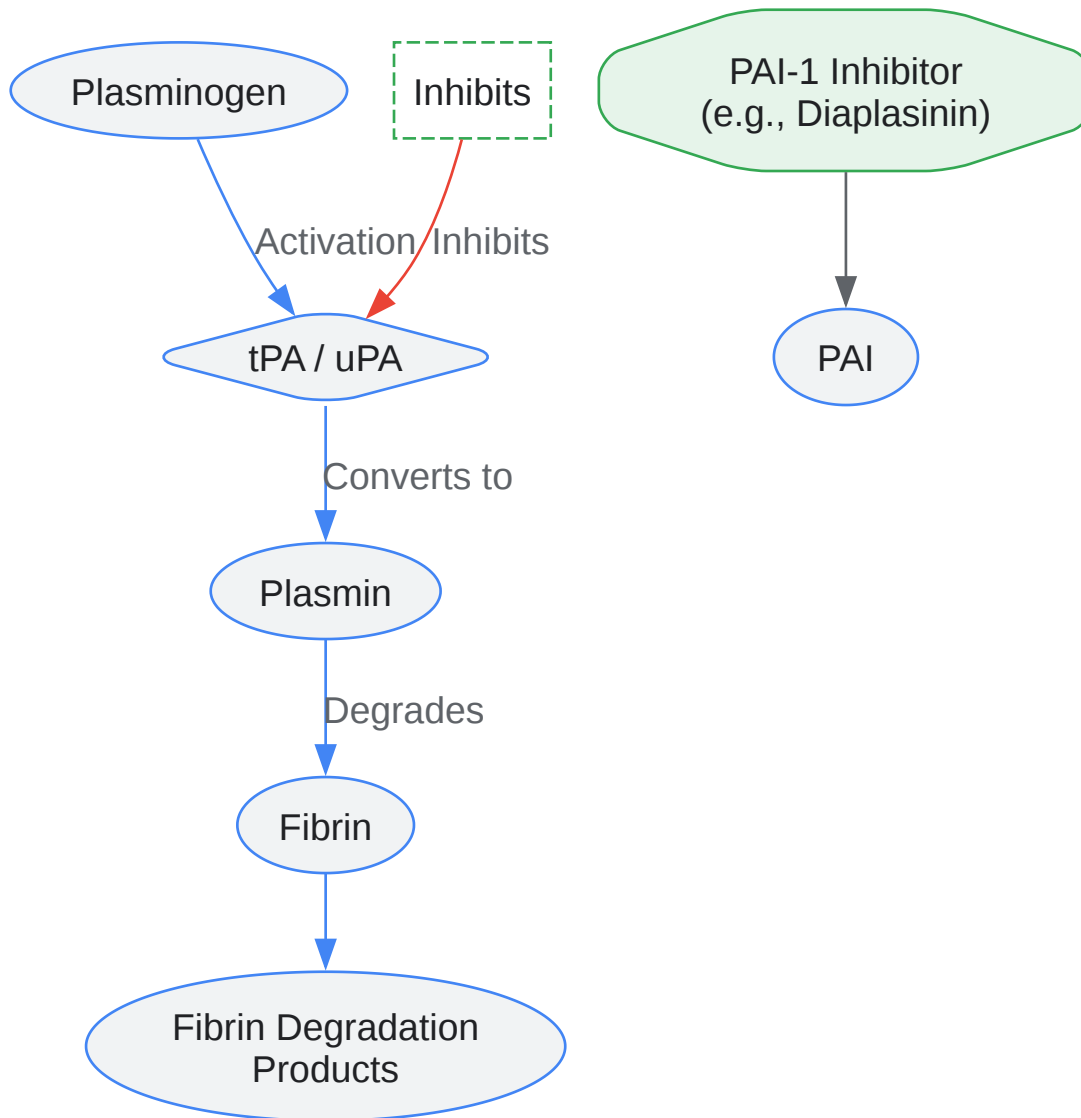 Plasminogen
Inhibits
PAI-1 Inhibitor
(e.g., Diaplasinin)
Activation
Inhibits
tPA / uPA
PAI
Converts to
Plasmin
Degrades
Fibrin
Fibrin Degradation
Products